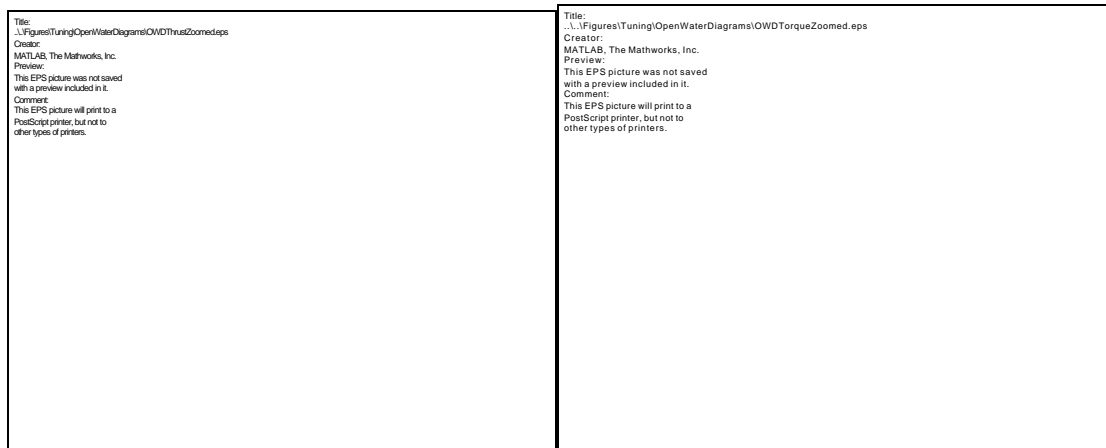 Title:
..\..\Figures\Tuning\OpenWaterDiagrams\OWDThrustZoomed.eps
Creator:
MATLAB, The Mathworks, Inc.
Preview:
This EPS picture was not saved
with a preview included in it.
Comment:
This EPS picture will print to a
PostScript printer, but not to
other types of printers.
Title:
..\..\Figures\Tuning\OpenWaterDiagrams\OWDTorqueZoomed.eps
Creator:
MATLAB, The Mathworks, Inc.
Preview:
This EPS picture was not saved
with a preview included in it.
Comment:
This EPS picture will print to a
PostScript printer, but not to
other types of printers.